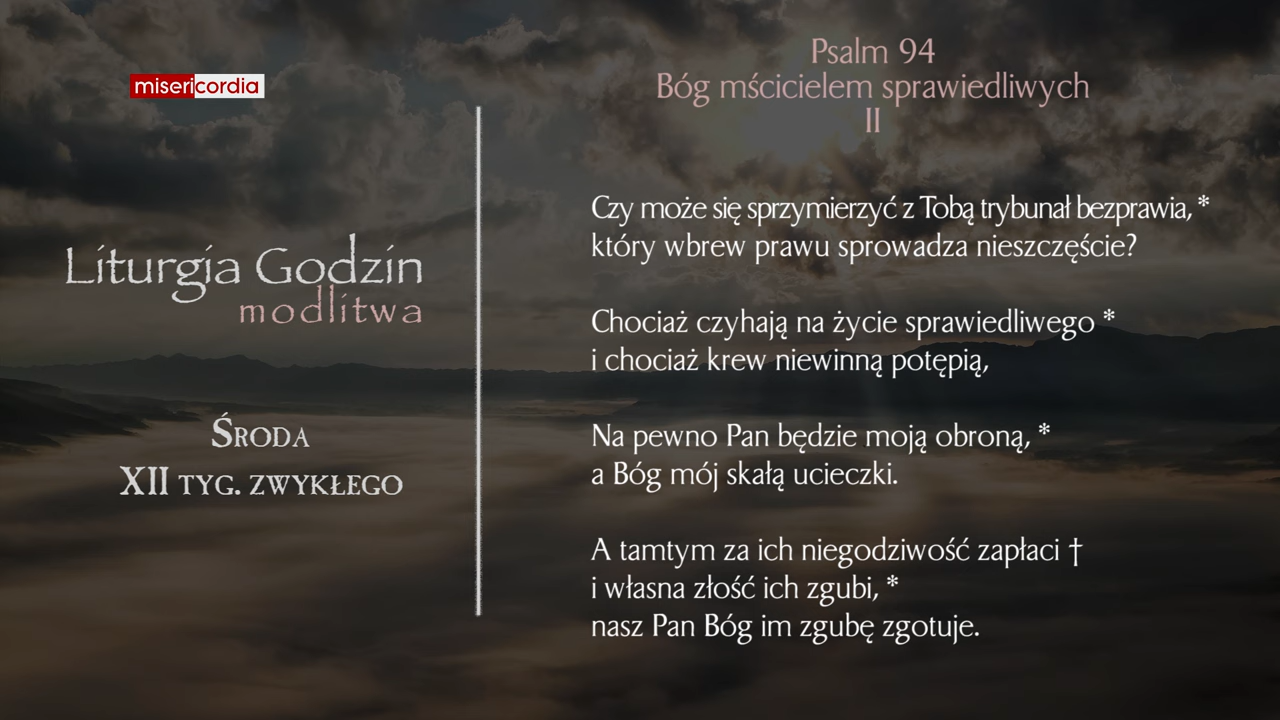 misericordia
Liturgia Godzin
modlitwa
Środa
XII tyg. zwykłego
Psalm 94
Bóg mścicielem sprawiedliwych
II
Czy może się sprzymierzyć z Tobą trybunał bezprawia, *
który wbrew prawu sprowadza nieszczęście?
Chociaż czyhają na życie sprawiedliwego *
i chociaż krew niewinną potępią,
Na pewno Pan będzie moją obroną, *
a Bóg mój skałą ucieczki.
A tamtym za ich niegodziwość zapłaci †
i własna złość ich zgubi, *
nasz Pan Bóg im zgubę zgotuje.